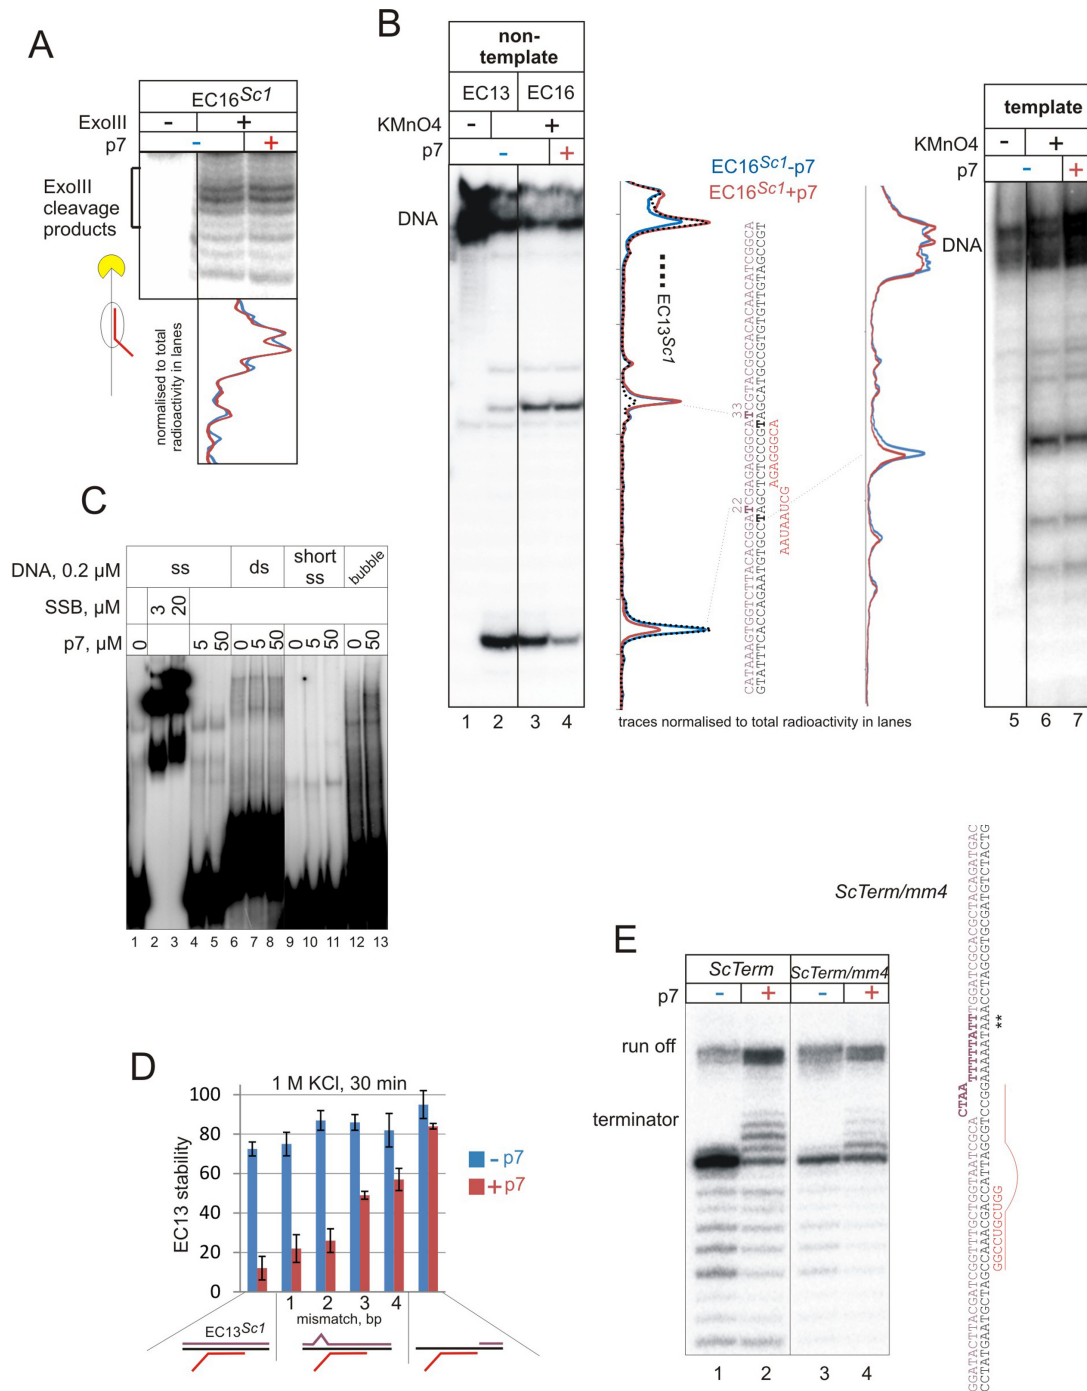 A
EC16Sc1
ExoIII - +
p7 - +
ExoIII
cleavage
products
normalised to total
radioactivity in lanes
B
non-
template
EC13 EC16
KMnO4 - +
p7 - +
DNA
1 2 3 4
EC16Sc1-p7
EC16Sc1+p7
EC13Sc1
33
22
AGAGGGCA
AAUAAUCG
traces normalised to total radioactivity in lanes
template
KMnO4 - +
p7 - +
DNA
5 6 7
C
DNA, 0.2 µM ss ds short ss bubble
SSB, µM 3 20
p7, µM 0 5 50 0 5 50 0 5 50 0 50
1 2 3 4 5 6 7 8 9 10 11 12 13
D
1 M KCl, 30 min
EC13 stability
100
80
60
40
20
0
- p7
+ p7
1 2 3 4
mismatch, bp
EC13Sc1
E
ScTerm ScTerm/mm4
p7 - + - +
run off
terminator
1 2 3 4
ScTerm/mm4
CTAA
TTTTTATT
**
GGCCUGCUGG